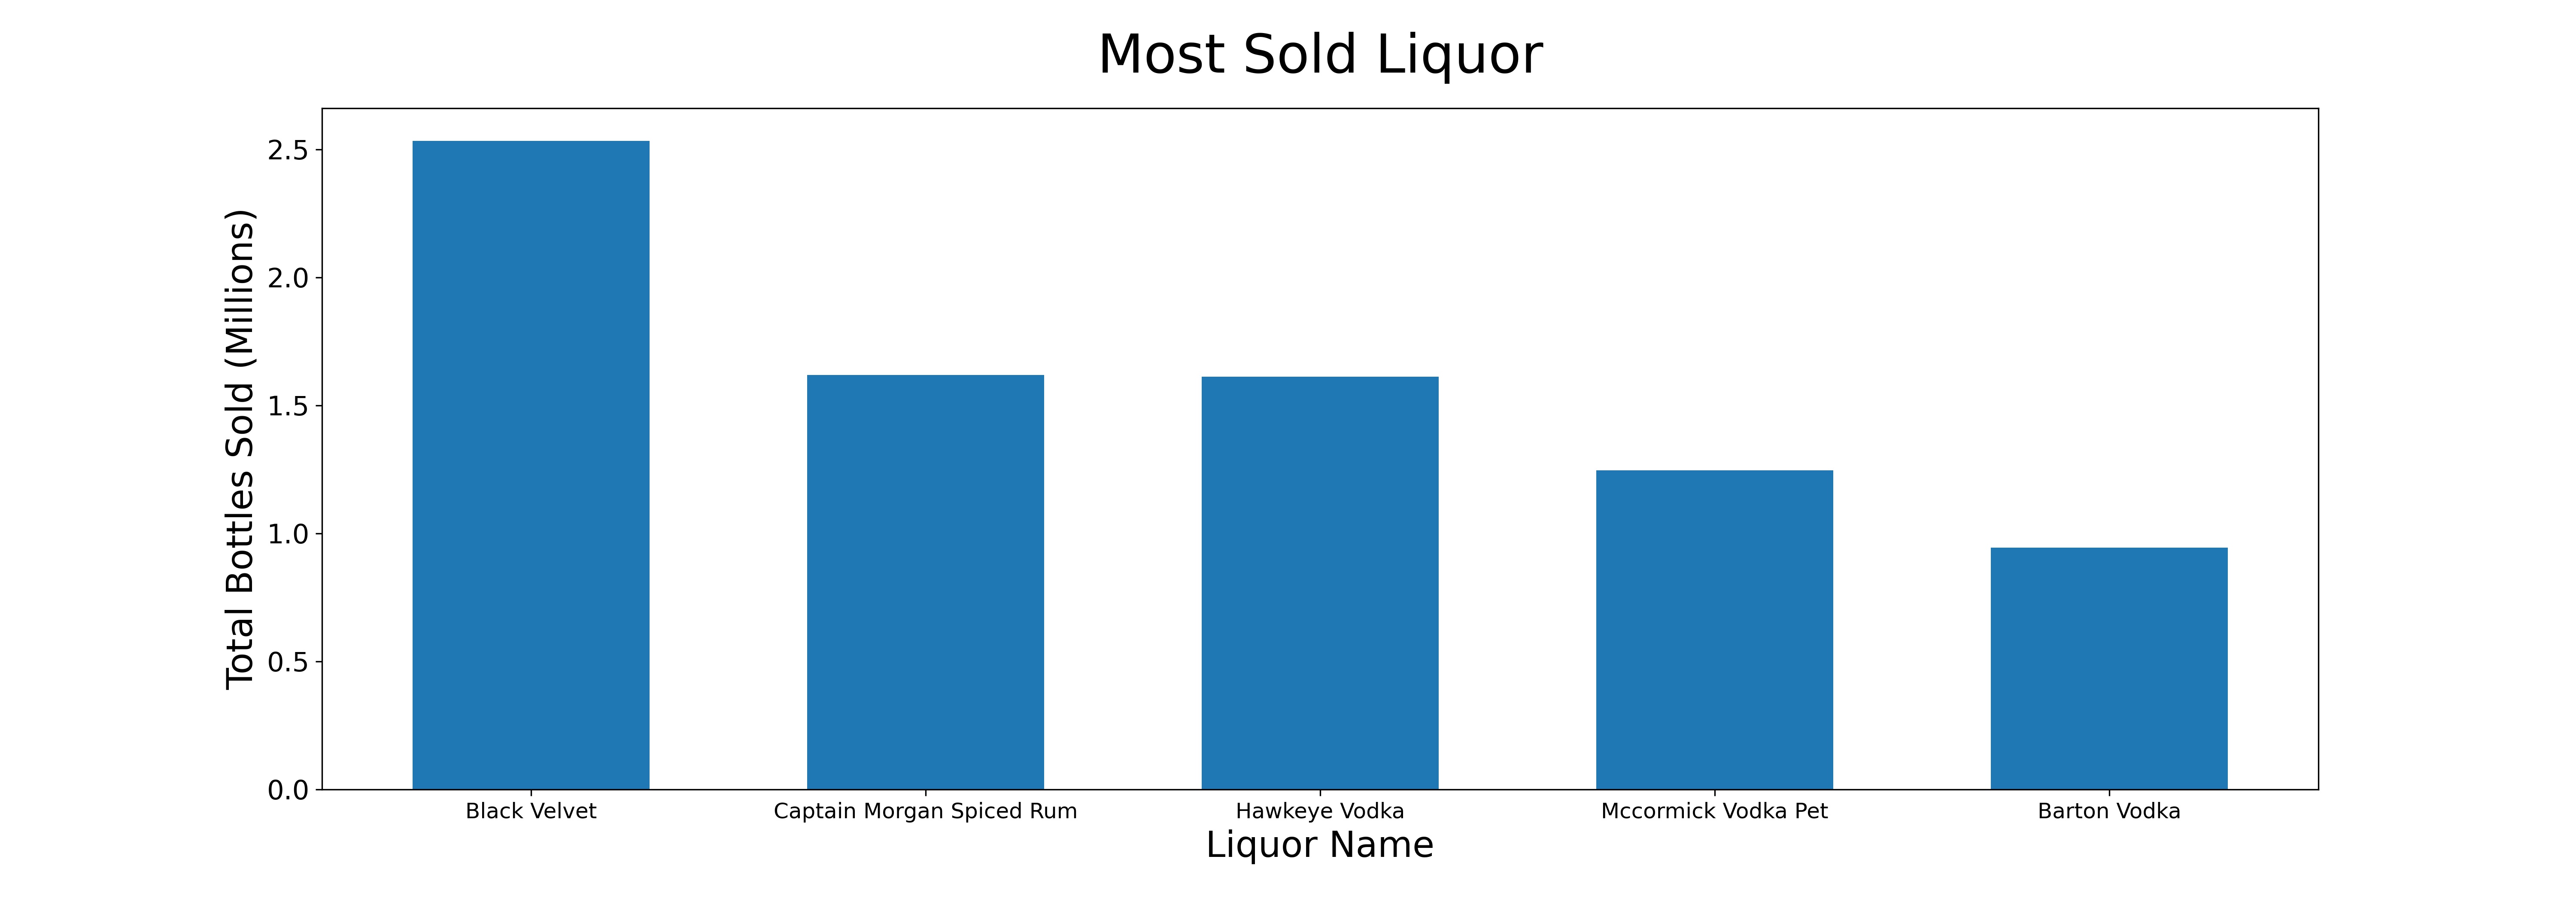 Most Sold Liquor
Total Bottles Sold (Millions)
2.5
2.0
1.5
1.0
0.5
0.0
Black Velvet
Captain Morgan Spiced Rum
Hawkeye Vodka
Mccormick Vodka Pet
Barton Vodka
Liquor Name